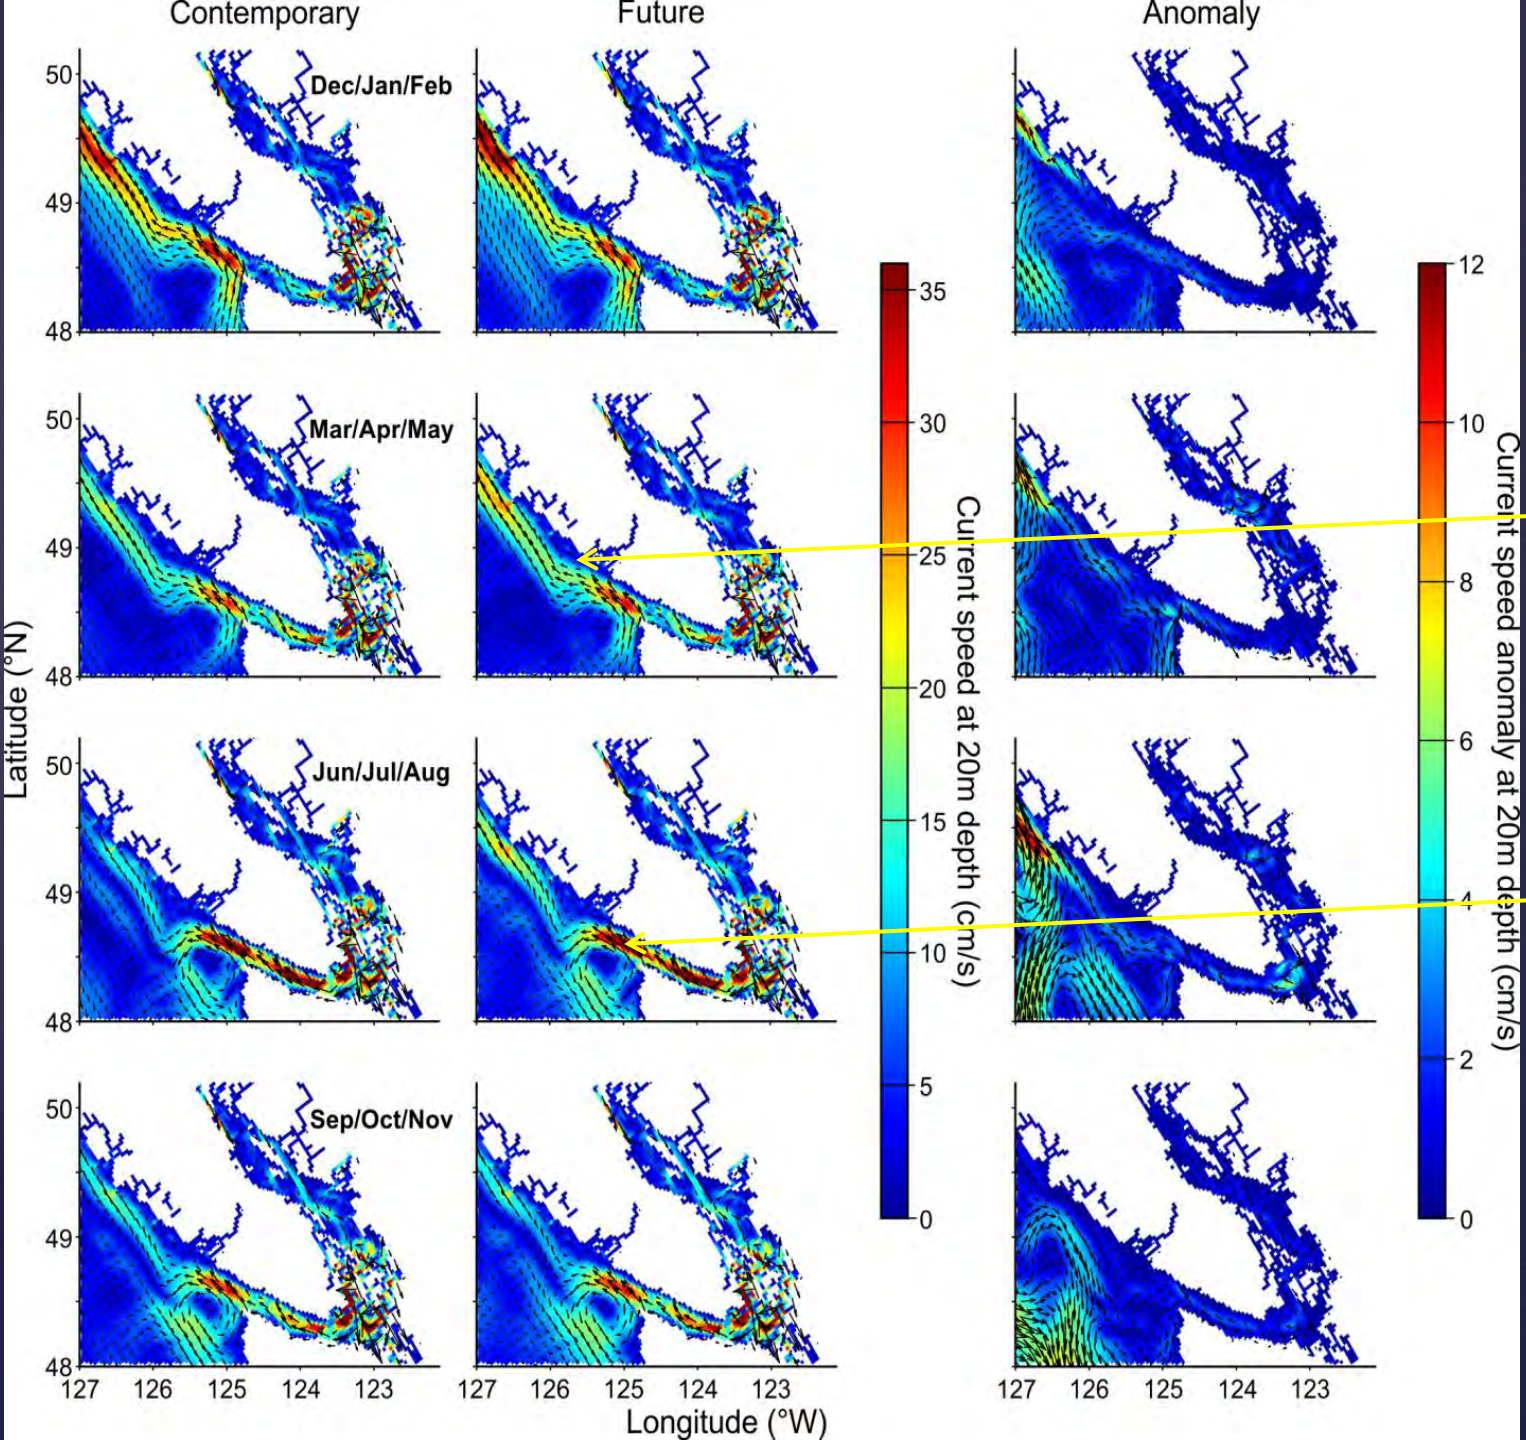 Contemporary
Future
Anomaly
Dec/Jan/Feb
50
49
48
Mar/Apr/May
50
49
48
Jun/Jul/Aug
50
49
48
Sep/Oct/Nov
50
49
48
127 126 125 124 123
127 126 125 124 123
127 126 125 124 123
Latitude (°N)
Longitude (°W)
35
30
25
20
15
10
5
0
Current speed at 20m depth (cm/s)
12
10
8
6
4
2
0
Current speed anomaly at 20m depth (cm/s)